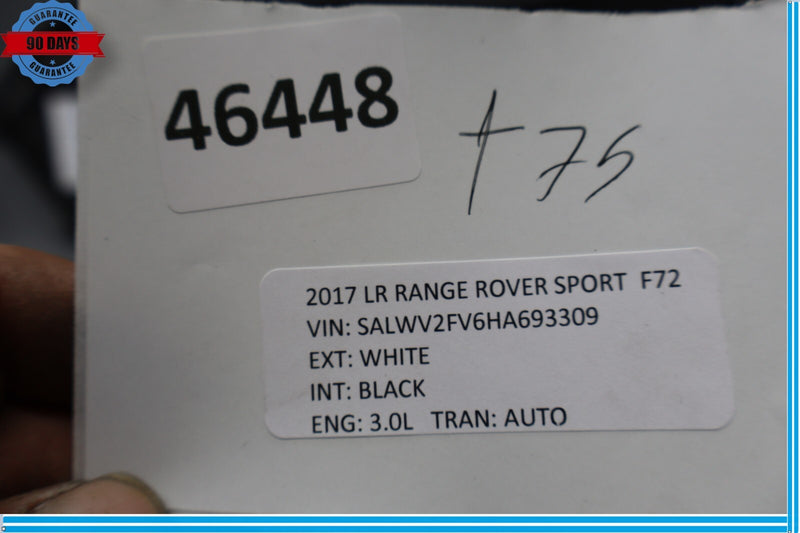 GUARANTEE
90 DAYS
GUARANTEE
46448
+75
2017 LR RANGE ROVER SPORT F72
VIN: SALWV2FV6HA693309
EXT: WHITE
INT: BLACK
ENG: 3.0L TRAN: AUTO